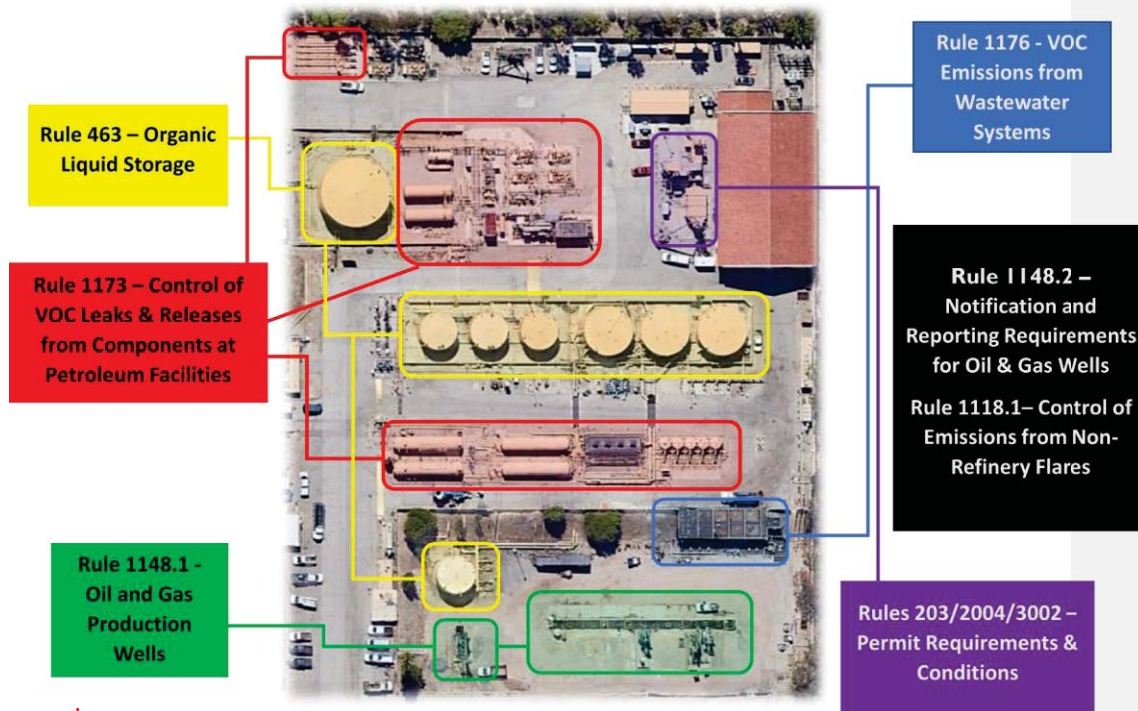 Rule 463 – Organic
Liquid Storage
Rule 1173 – Control of
VOC Leaks & Releases
from Components at
Petroleum Facilities
Rule 1148.1 -
Oil and Gas
Production
Wells
Rule 1176 - VOC
Emissions from
Wastewater
Systems
Rule 1148.2 –
Notification and
Reporting Requirements
for Oil & Gas Wells
Rule 1118.1– Control of
Emissions from Non-
Refinery Flares
Rules 203/2004/3002 –
Permit Requirements &
Conditions